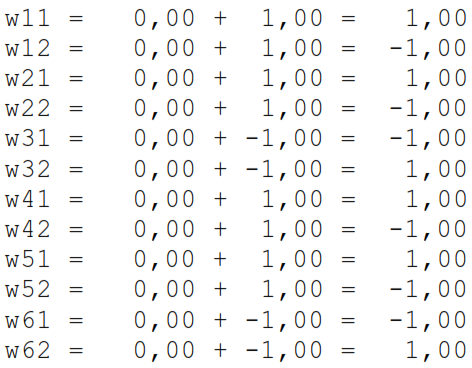 w11 = 0,00 + 1,00 = 1,00
w12 = 0,00 + 1,00 = -1,00
w21 = 0,00 + 1,00 = 1,00
w22 = 0,00 + 1,00 = -1,00
w31 = 0,00 + -1,00 = -1,00
w32 = 0,00 + -1,00 = 1,00
w41 = 0,00 + 1,00 = 1,00
w42 = 0,00 + 1,00 = -1,00
w51 = 0,00 + 1,00 = 1,00
w52 = 0,00 + 1,00 = -1,00
w61 = 0,00 + -1,00 = -1,00
w62 = 0,00 + -1,00 = 1,00